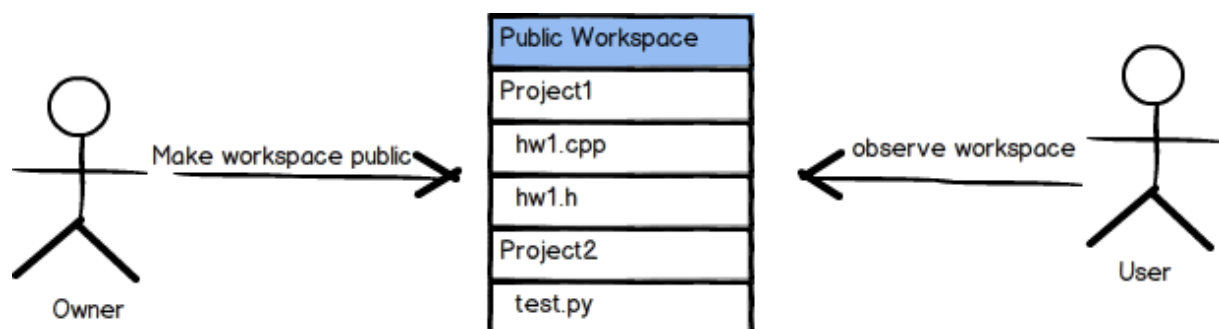 Public Workspace
Project1
hw1.cpp
hw1.h
Project2
test.py
Make workspace public
observe workspace
Owner
User